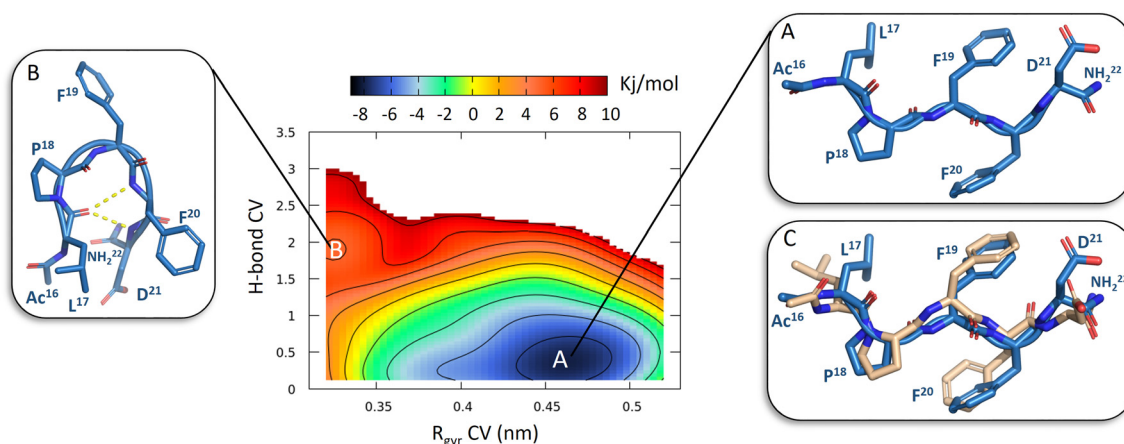 B
F¹⁹
P¹⁸
F²⁰
NH₂²²
D²¹
Ac¹⁶
L¹⁷
Kj/mol
-8 -6 -4 -2 0 2 4 6 8 10
H-bond CV
3.5
3
2.5
2
1.5
1
0.5
0
B
A
0.35 0.4 0.45 0.5
R_gyr CV (nm)
A
L¹⁷
F¹⁹
D²¹
Ac¹⁶
NH₂²²
P¹⁸
F²⁰
C
L¹⁷
F¹⁹
D²¹
NH₂²²
Ac¹⁶
P¹⁸
F²⁰